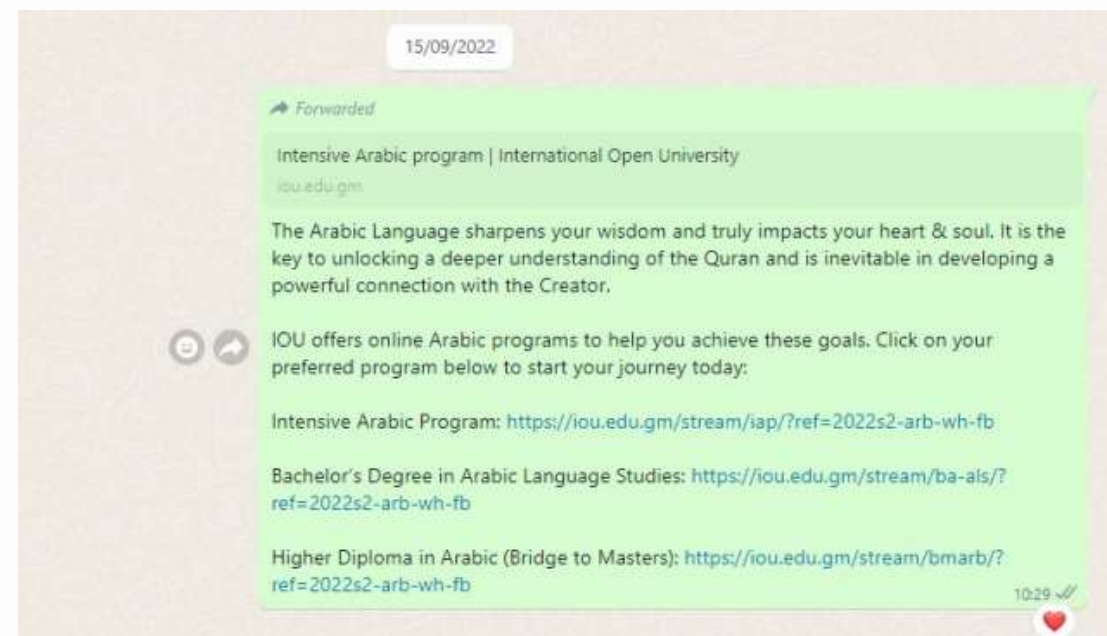 15/09/2022
Forwarded
Intensive Arabic program | International Open University
iou.edu.gm
The Arabic Language sharpens your wisdom and truly impacts your heart & soul. It is the
key to unlocking a deeper understanding of the Quran and is inevitable in developing a
powerful connection with the Creator.
IOU offers online Arabic programs to help you achieve these goals. Click on your
preferred program below to start your journey today:
Intensive Arabic Program: https://iou.edu.gm/stream/iap/?ref=2022s2-arb-wh-fb
Bachelor's Degree in Arabic Language Studies: https://iou.edu.gm/stream/ba-als/?
ref=2022s2-arb-wh-fb
Higher Diploma in Arabic (Bridge to Masters): https://iou.edu.gm/stream/bmarb/?
ref=2022s2-arb-wh-fb
10:29